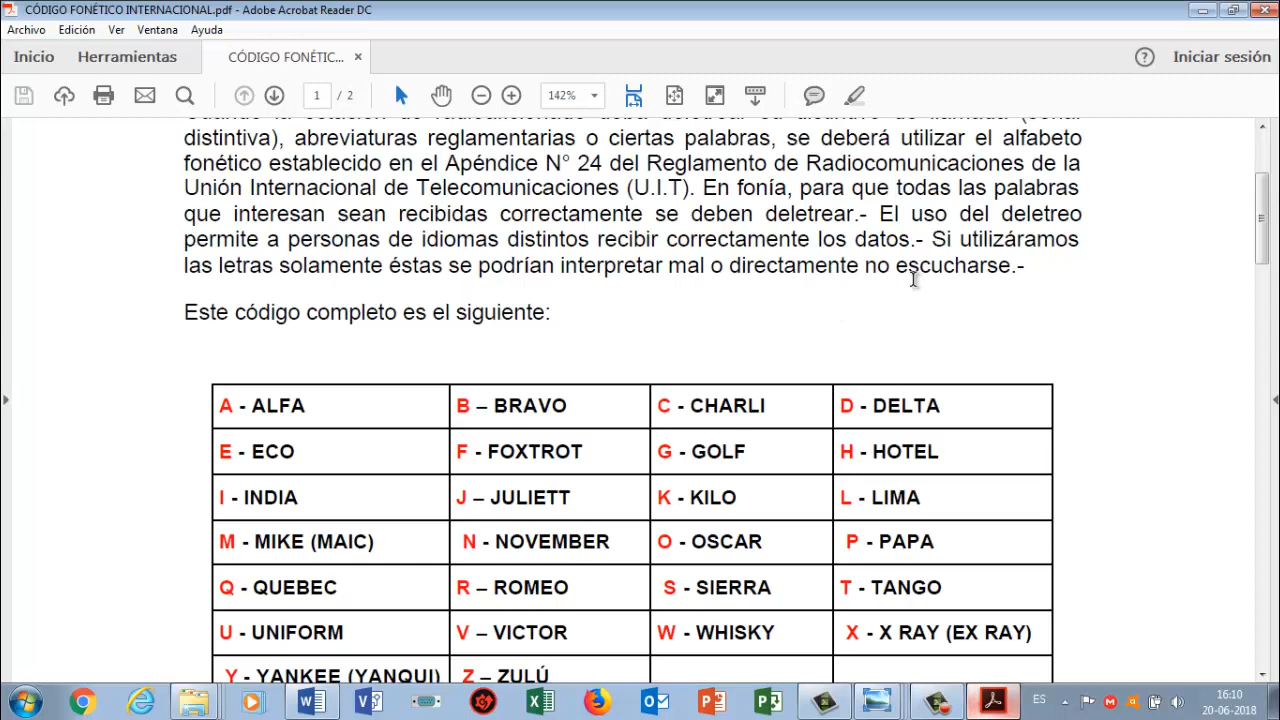 CÓDIGO FONÉTICO INTERNACIONAL.pdf - Adobe Acrobat Reader DC
Archivo Edición Ver Ventana Ayuda
Inicio Herramientas CÓDIGO FONÉTIC... × Iniciar sesión
1 / 2 142%
distintiva), abreviaturas reglamentarias o ciertas palabras, se deberá utilizar el alfabeto
fonético establecido en el Apéndice N° 24 del Reglamento de Radiocomunicaciones de la
Unión Internacional de Telecomunicaciones (U.I.T). En fonía, para que todas las palabras
que interesan sean recibidas correctamente se deben deletrear.- El uso del deletreo
permite a personas de idiomas distintos recibir correctamente los datos.- Si utilizáramos
las letras solamente éstas se podrían interpretar mal o directamente no escucharse.-
Este código completo es el siguiente:
A - ALFA B – BRAVO C - CHARLI D - DELTA
E - ECO F - FOXTROT G - GOLF H - HOTEL
I - INDIA J – JULIETT K - KILO L - LIMA
M - MIKE (MAIC) N - NOVEMBER O - OSCAR P - PAPA
Q - QUEBEC R – ROMEO S - SIERRA T - TANGO
U - UNIFORM V – VICTOR W - WHISKY X - X RAY (EX RAY)
Y - YANKEE (YANQUI) Z – ZULÚ
ES 16:10
20-06-2018